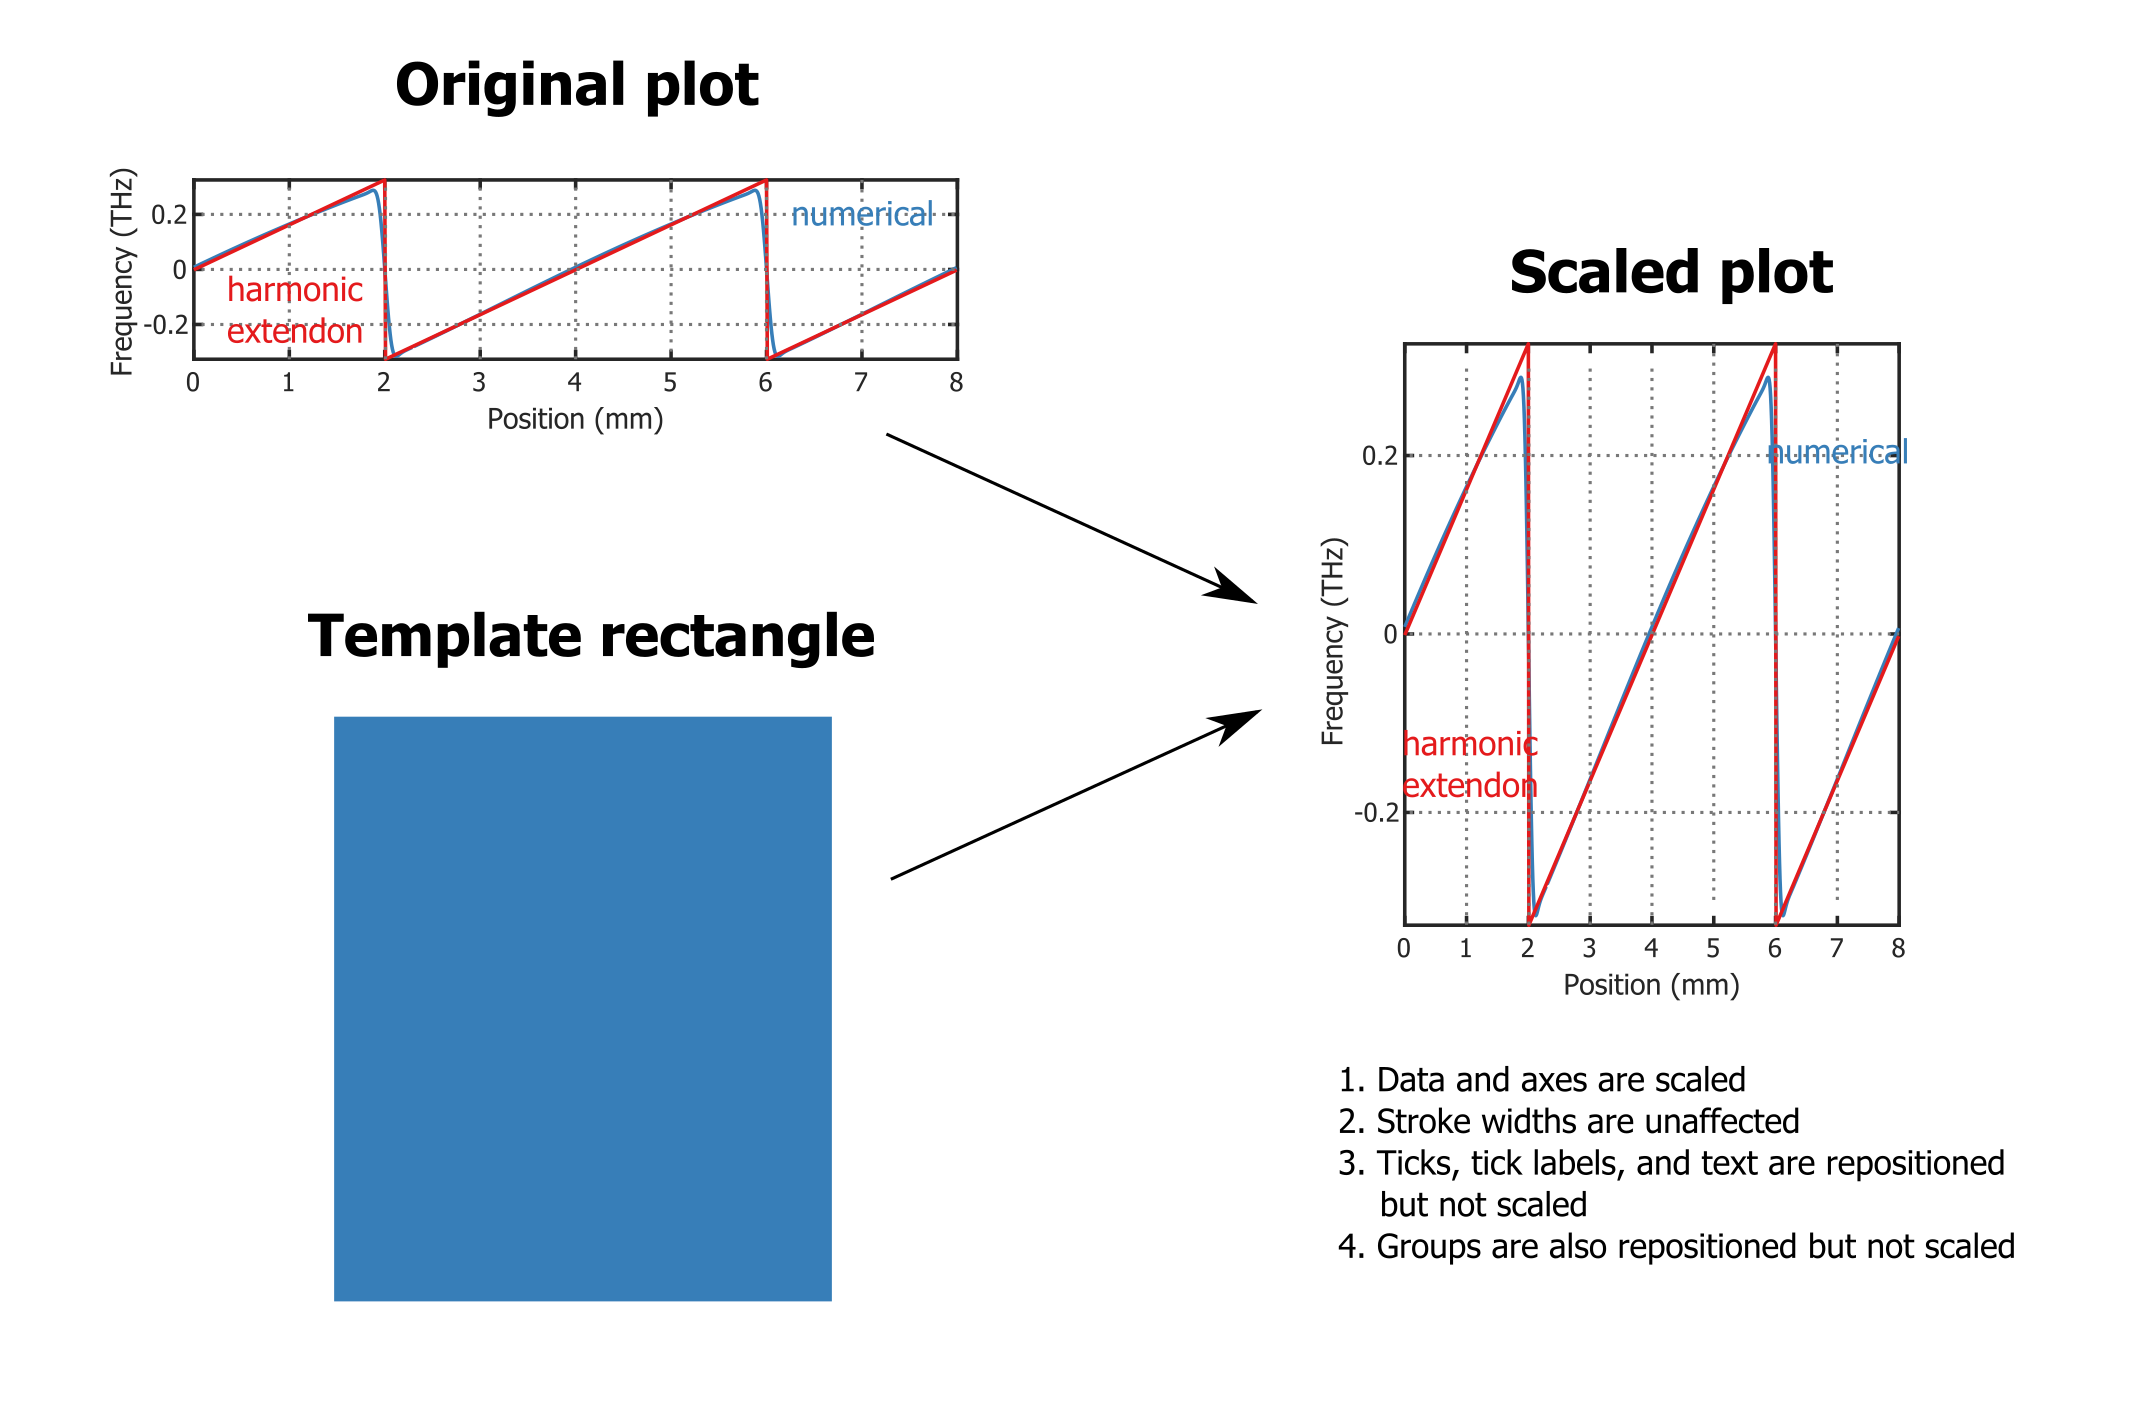 Original plot
Frequency (THz)
0.2
0
-0.2
numerical
harmonic
extendon
0 1 2 3 4 5 6 7 8
Position (mm)
Template rectangle
Scaled plot
Frequency (THz)
0.2
0
-0.2
numerical
harmonic
extendon
0 1 2 3 4 5 6 7 8
Position (mm)
1. Data and axes are scaled
2. Stroke widths are unaffected
3. Ticks, tick labels, and text are repositioned
but not scaled
4. Groups are also repositioned but not scaled